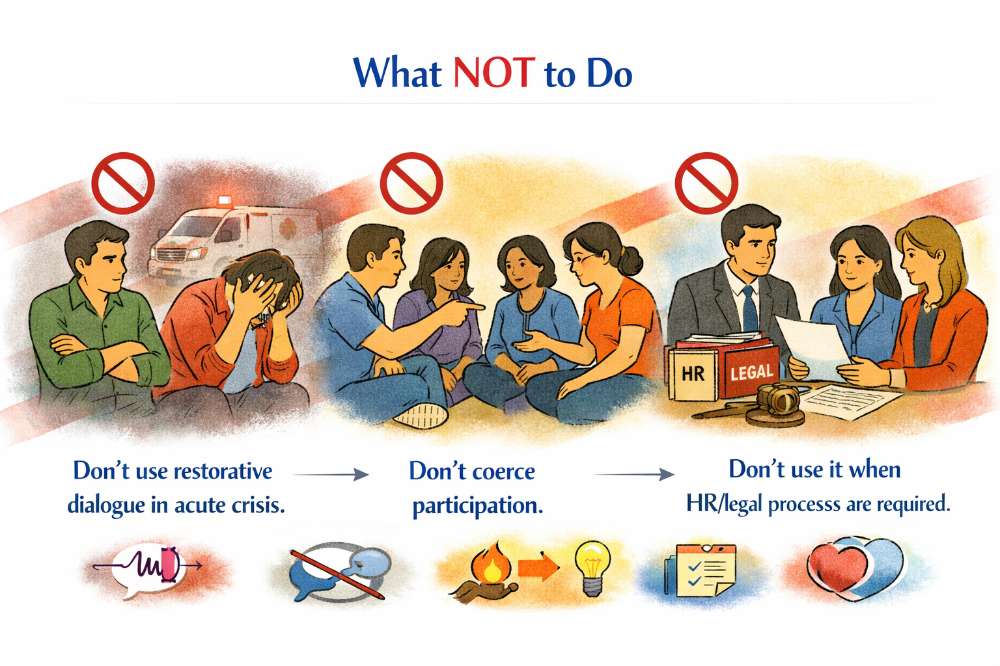 What NOT to Do
HR
LEGAL
Don't use restorative
dialogue in acute crisis.
Don't coerce
participation.
Don't use it when
HR/legal processs are required.